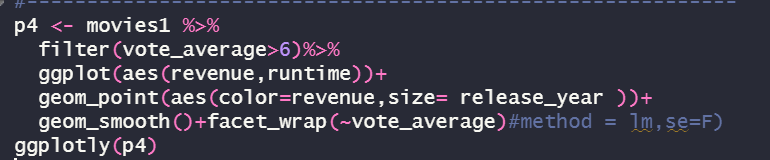 #----------------------------------------------------------------
p4 <- movies1 %>%
  filter(vote_average>6)%>%
  ggplot(aes(revenue,runtime))+
  geom_point(aes(color=revenue,size= release_year ))+
  geom_smooth()+facet_wrap(~vote_average)#method = lm,se=F)
ggplotly(p4)